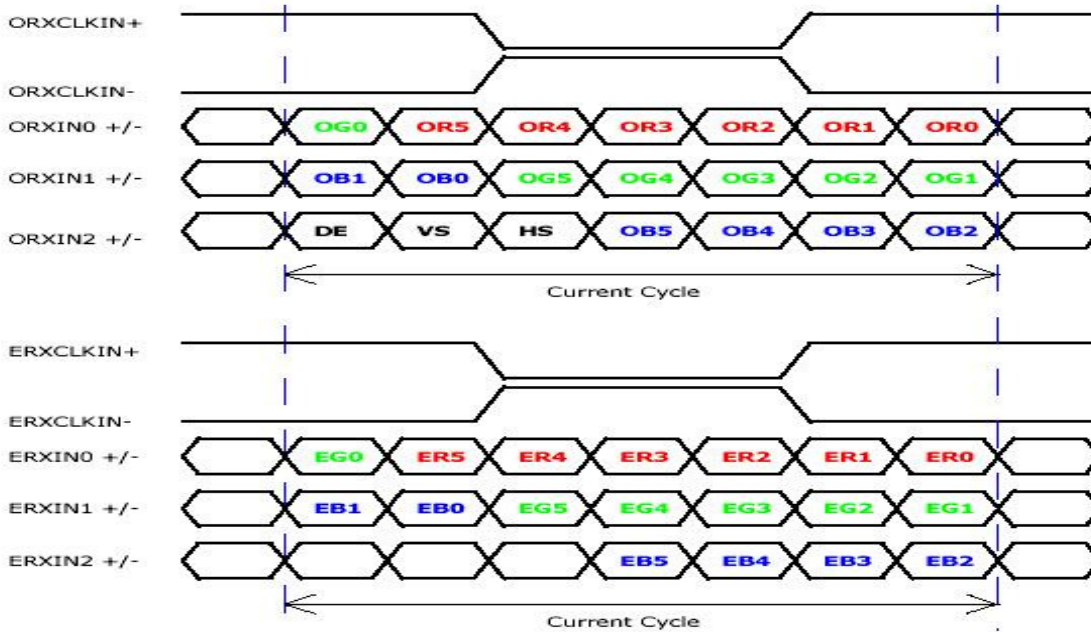 ORXCLKIN+
ORXCLKIN-
ORXIN0 +/- OG0 OR5 OR4 OR3 OR2 OR1 OR0
ORXIN1 +/- OB1 OB0 OG5 OG4 OG3 OG2 OG1
ORXIN2 +/- DE VS HS OB5 OB4 OB3 OB2
Current Cycle
ERXCLKIN+
ERXCLKIN-
ERXIN0 +/- EG0 ER5 ER4 ER3 ER2 ER1 ER0
ERXIN1 +/- EB1 EB0 EG5 EG4 EG3 EG2 EG1
ERXIN2 +/- EB5 EB4 EB3 EB2
Current Cycle